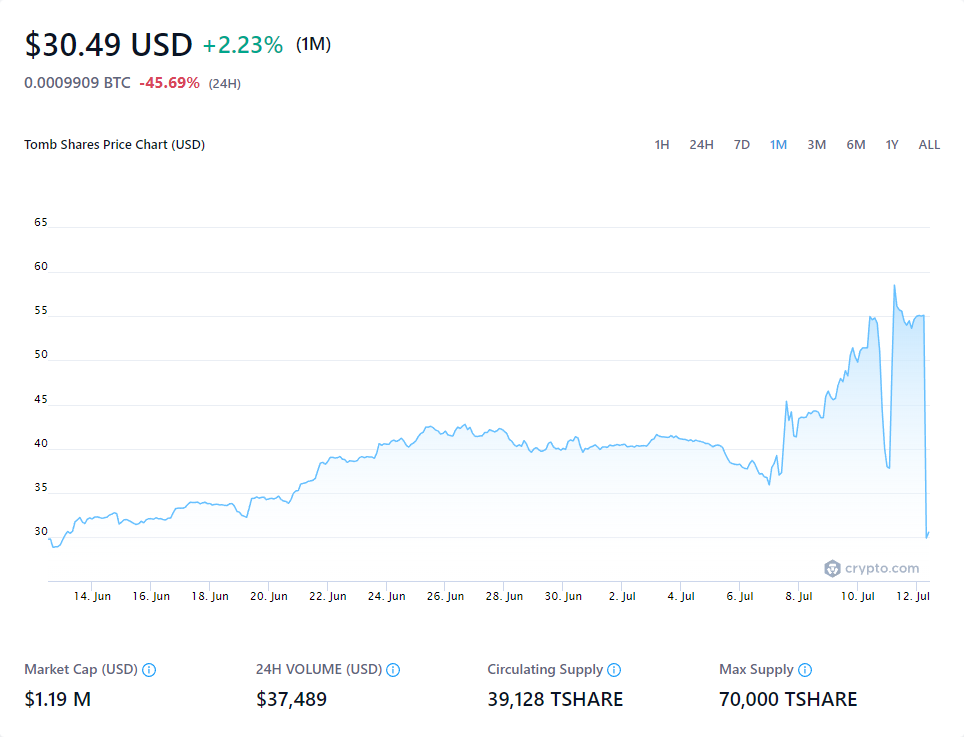 $30.49 USD +2.23% (1M)
0.0009909 BTC -45.69% (24H)
Tomb Shares Price Chart (USD) 1H 24H 7D 1M 3M 6M 1Y ALL
65
60
55
50
45
40
35
30
crypto.com
14. Jun 16. Jun 18. Jun 20. Jun 22. Jun 24. Jun 26. Jun 28. Jun 30. Jun 2. Jul 4. Jul 6. Jul 8. Jul 10. Jul 12. Jul
Market Cap (USD) 24H VOLUME (USD) Circulating Supply Max Supply
$1.19 M $37,489 39,128 TSHARE 70,000 TSHARE